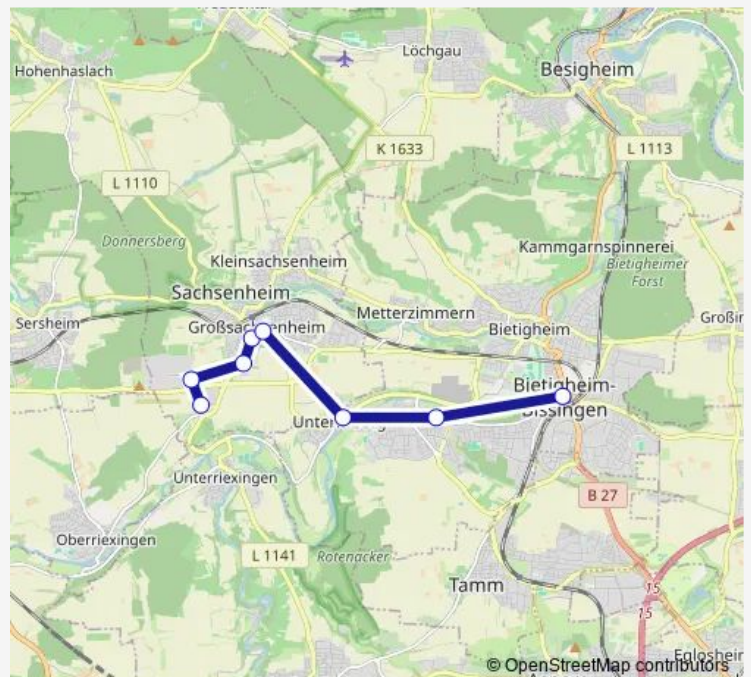 Löchgau
Hohenhaslach
Besigheim
K 1633
L 1113
L 1110
Donnersberg
Kammgarnspinnerei
Kleinsachsenheim
Bietigheimer
Forst
Sachsenheim
Metterzimmern
Sersheim
Bietigheim
Bietigheim-
Bissingen
Unterriexingen
B 27
Oberriexingen
L 1141
Rotenacker
Tamm
15
15
© OpenStreetMap contributors